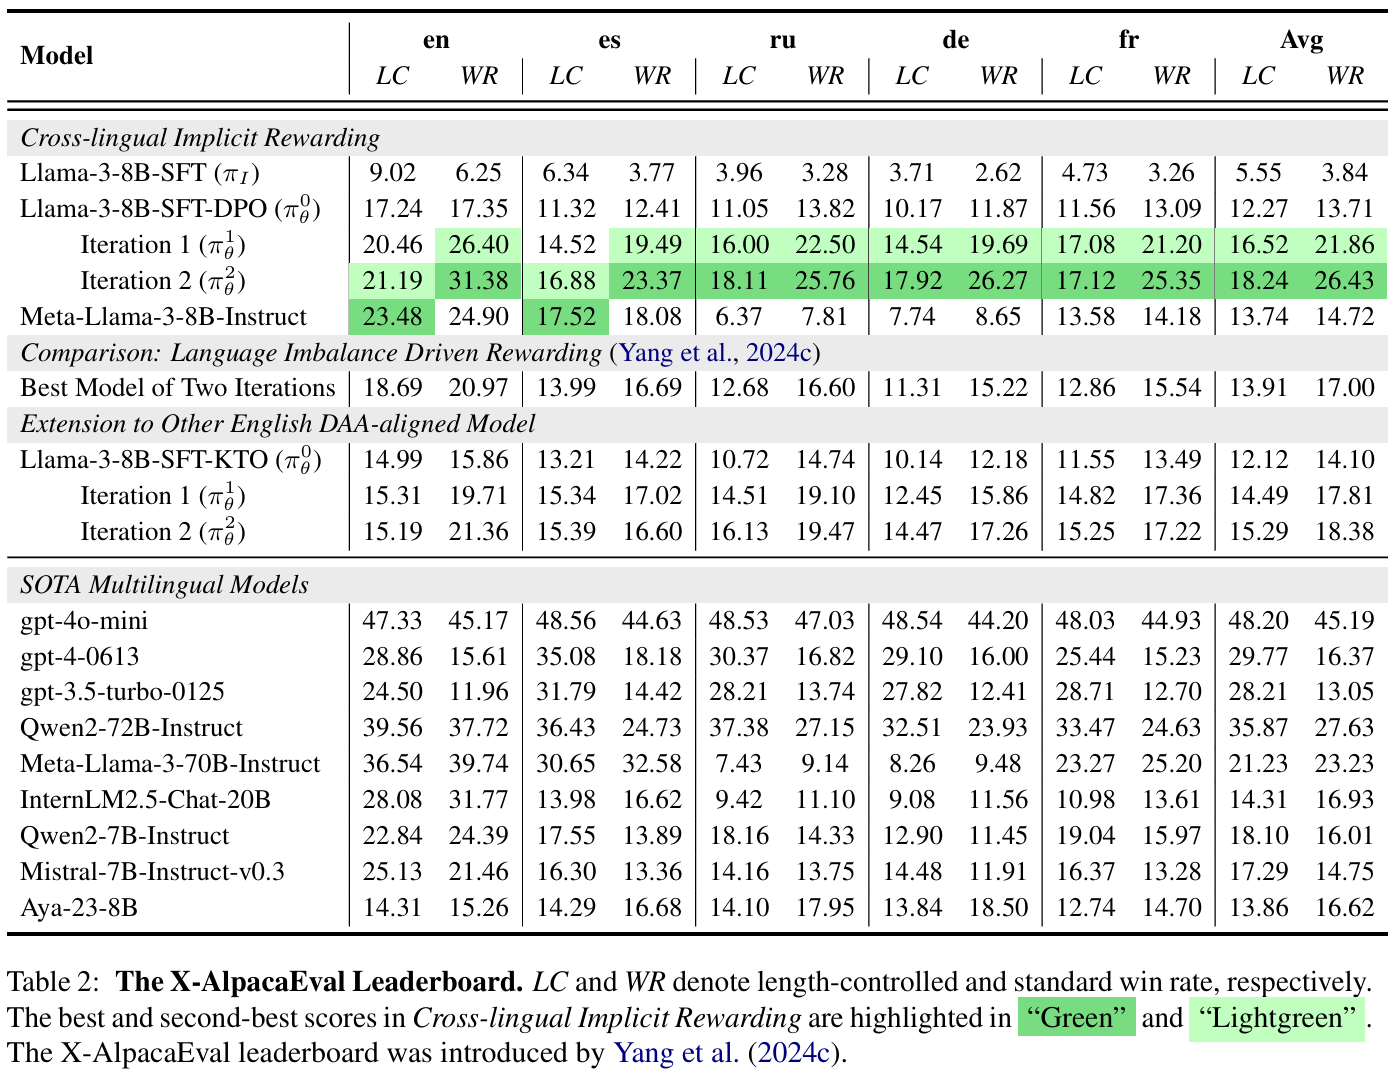 Model en es ru de fr Avg
LC WR LC WR LC WR LC WR LC WR LC WR
Cross-lingual Implicit Rewarding
Llama-3-8B-SFT (π_I) 9.02 6.25 6.34 3.77 3.96 3.28 3.71 2.62 4.73 3.26 5.55 3.84
Llama-3-8B-SFT-DPO (π_θ^0) 17.24 17.35 11.32 12.41 11.05 13.82 10.17 11.87 11.56 13.09 12.27 13.71
Iteration 1 (π_θ^1) 20.46 26.40 14.52 19.49 16.00 22.50 14.54 19.69 17.08 21.20 16.52 21.86
Iteration 2 (π_θ^2) 21.19 31.38 16.88 23.37 18.11 25.76 17.92 26.27 17.12 25.35 18.24 26.43
Meta-Llama-3-8B-Instruct 23.48 24.90 17.52 18.08 6.37 7.81 7.74 8.65 13.58 14.18 13.74 14.72
Comparison: Language Imbalance Driven Rewarding (Yang et al., 2024c)
Best Model of Two Iterations 18.69 20.97 13.99 16.69 12.68 16.60 11.31 15.22 12.86 15.54 13.91 17.00
Extension to Other English DAA-aligned Model
Llama-3-8B-SFT-KTO (π_θ^0) 14.99 15.86 13.21 14.22 10.72 14.74 10.14 12.18 11.55 13.49 12.12 14.10
Iteration 1 (π_θ^1) 15.31 19.71 15.34 17.02 14.51 19.10 12.45 15.86 14.82 17.36 14.49 17.81
Iteration 2 (π_θ^2) 15.19 21.36 15.39 16.60 16.13 19.47 14.47 17.26 15.25 17.22 15.29 18.38
SOTA Multilingual Models
gpt-4o-mini 47.33 45.17 48.56 44.63 48.53 47.03 48.54 44.20 48.03 44.93 48.20 45.19
gpt-4-0613 28.86 15.61 35.08 18.18 30.37 16.82 29.10 16.00 25.44 15.23 29.77 16.37
gpt-3.5-turbo-0125 24.50 11.96 31.79 14.42 28.21 13.74 27.82 12.41 28.71 12.70 28.21 13.05
Qwen2-72B-Instruct 39.56 37.72 36.43 24.73 37.38 27.15 32.51 23.93 33.47 24.63 35.87 27.63
Meta-Llama-3-70B-Instruct 36.54 39.74 30.65 32.58 7.43 9.14 8.26 9.48 23.27 25.20 21.23 23.23
InternLM2.5-Chat-20B 28.08 31.77 13.98 16.62 9.42 11.10 9.08 11.56 10.98 13.61 14.31 16.93
Qwen2-7B-Instruct 22.84 24.39 17.55 13.89 18.16 14.33 12.90 11.45 19.04 15.97 18.10 16.01
Mistral-7B-Instruct-v0.3 25.13 21.46 16.30 13.36 14.16 13.75 14.48 11.91 16.37 13.28 17.29 14.75
Aya-23-8B 14.31 15.26 14.29 16.68 14.10 17.95 13.84 18.50 12.74 14.70 13.86 16.62
Table 2: The X-AlpacaEval Leaderboard. LC and WR denote length-controlled and standard win rate, respectively.
The best and second-best scores in Cross-lingual Implicit Rewarding are highlighted in “Green” and “Lightgreen”.
The X-AlpacaEval leaderboard was introduced by Yang et al. (2024c).